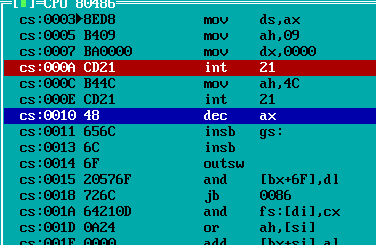 [▮]=CPU 80486
cs:0003►8ED8 mov ds,ax
cs:0005 B409 mov ah,09
cs:0007 BA0000 mov dx,0000
cs:000A CD21 int 21
cs:000C B44C mov ah,4C
cs:000E CD21 int 21
cs:0010 48 dec ax
cs:0011 656C insb gs:
cs:0013 6C insb
cs:0014 6F outsw
cs:0015 20576F and [bx+6F],dl
cs:0018 726C jb 0086
cs:001A 64210D and fs:[di],cx
cs:001D 0A24 or ah,[si]
cs:001F 0000 add [bx+si],al